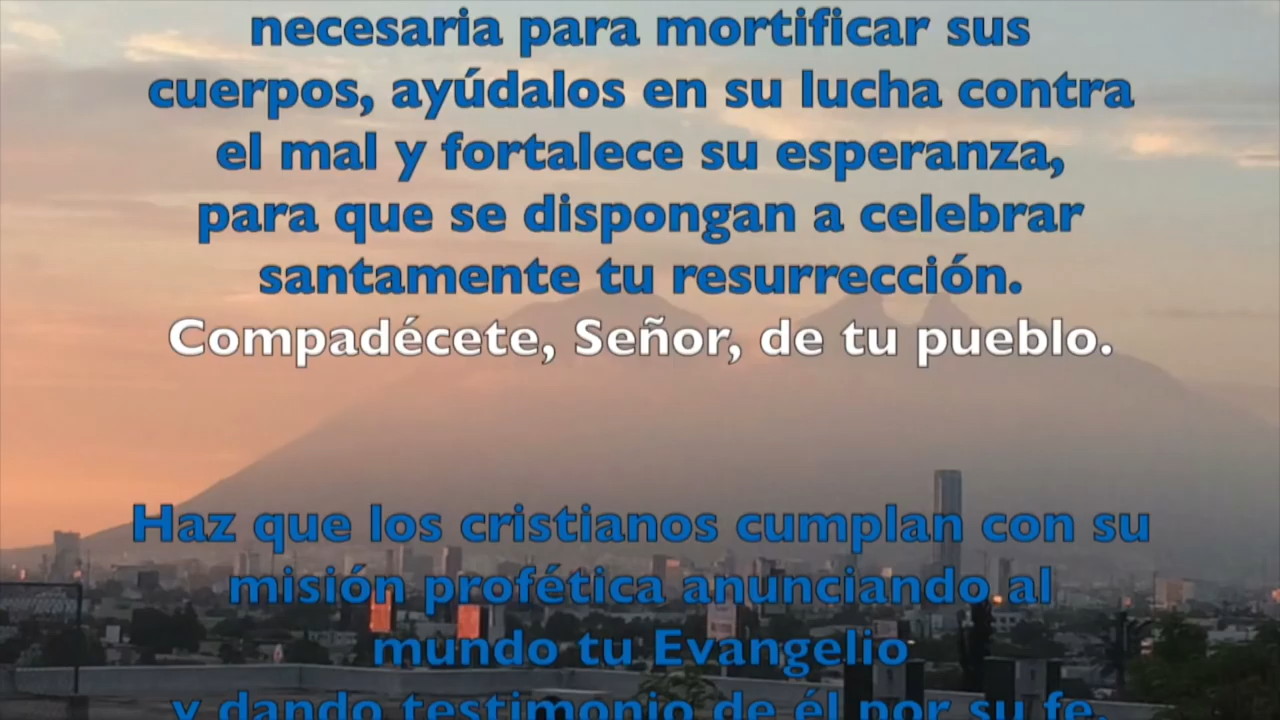 necesaria para mortificar sus
cuerpos, ayúdalos en su lucha contra
el mal y fortalece su esperanza,
para que se dispongan a celebrar
santamente tu resurrección.
Compadécete, Señor, de tu pueblo.
Haz que los cristianos cumplan con su
misión profética anunciando al
mundo tu Evangelio
y dando testimonio de él por su fe,